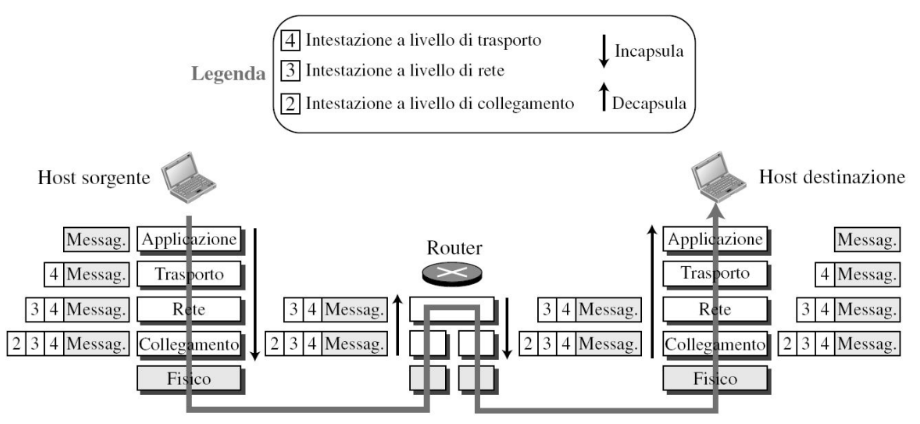 4 Intestazione a livello di trasporto
Incapsula
Legenda
3 Intestazione a livello di rete
2 Intestazione a livello di collegamento
Decapsula
Host sorgente
Host destinazione
Router
Messag. Applicazione
4 Messag. Trasporto
3 4 Messag. Rete
2 3 4 Messag. Collegamento
Fisico
3 4 Messag.
2 3 4 Messag.
3 4 Messag.
2 3 4 Messag.
Applicazione Messag.
Trasporto 4 Messag.
Rete 3 4 Messag.
Collegamento 2 3 4 Messag.
Fisico